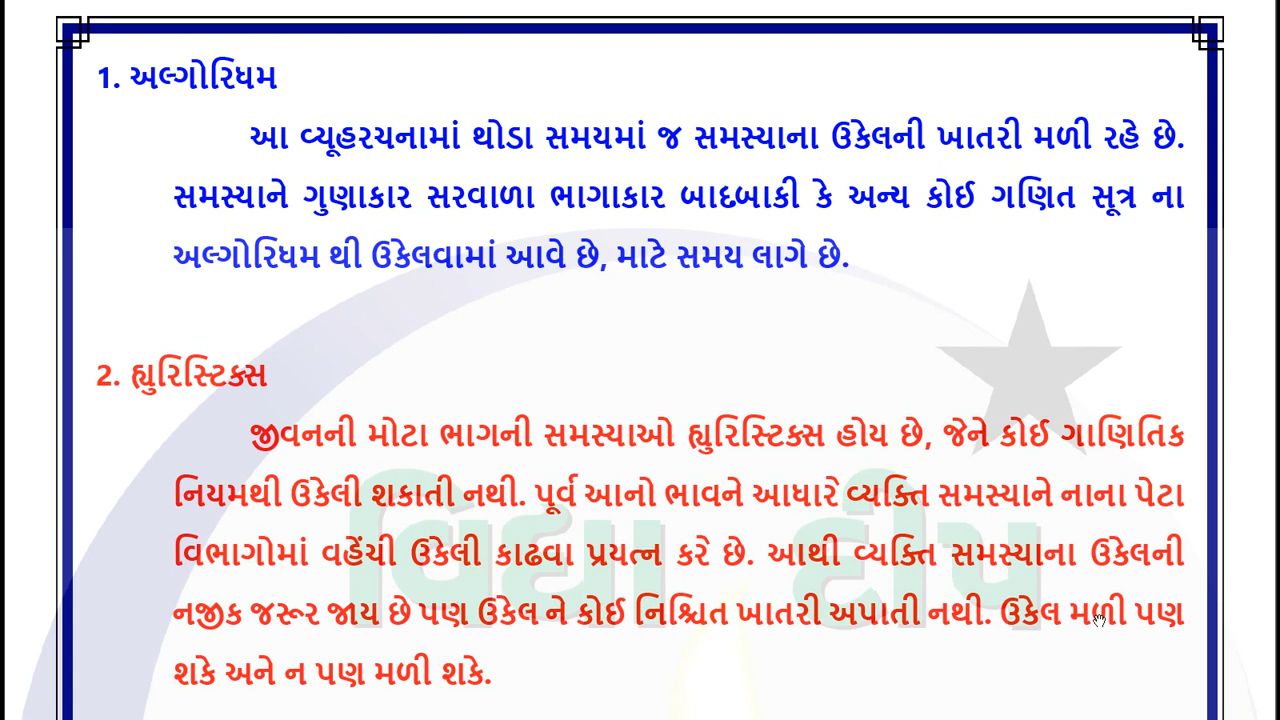 1. અલ્ગોરિધમ
આ વ્યૂહરચનામાં થોડા સમયમાં જ સમસ્યાના ઉકેલની ખાતરી મળી રહે છે.
સમસ્યાને ગુણાકાર સરવાળા ભાગાકાર બાદબાકી કે અન્ય કોઈ ગણિત સૂત્ર ના
અલ્ગોરિધમ થી ઉકેલવામાં આવે છે, માટે સમય લાગે છે.
2. હ્યુરિસ્ટિક્સ
જીવનની મોટા ભાગની સમસ્યાઓ હ્યુરિસ્ટિક્સ હોય છે, જેને કોઈ ગાણિતિક
નિયમથી ઉકેલી શકાતી નથી. પૂર્વ આનો ભાવને આધારે વ્યક્તિ સમસ્યાને નાના પેટા
વિભાગોમાં વહેંચી ઉકેલી કાઢવા પ્રયત્ન કરે છે. આથી વ્યક્તિ સમસ્યાના ઉકેલની
નજીક જરૂર જાય છે પણ ઉકેલ ને કોઈ નિશ્ચિત ખાતરી અપાતી નથી. ઉકેલ મળી પણ
શકે અને ન પણ મળી શકે.
વિદ્યા દીપ